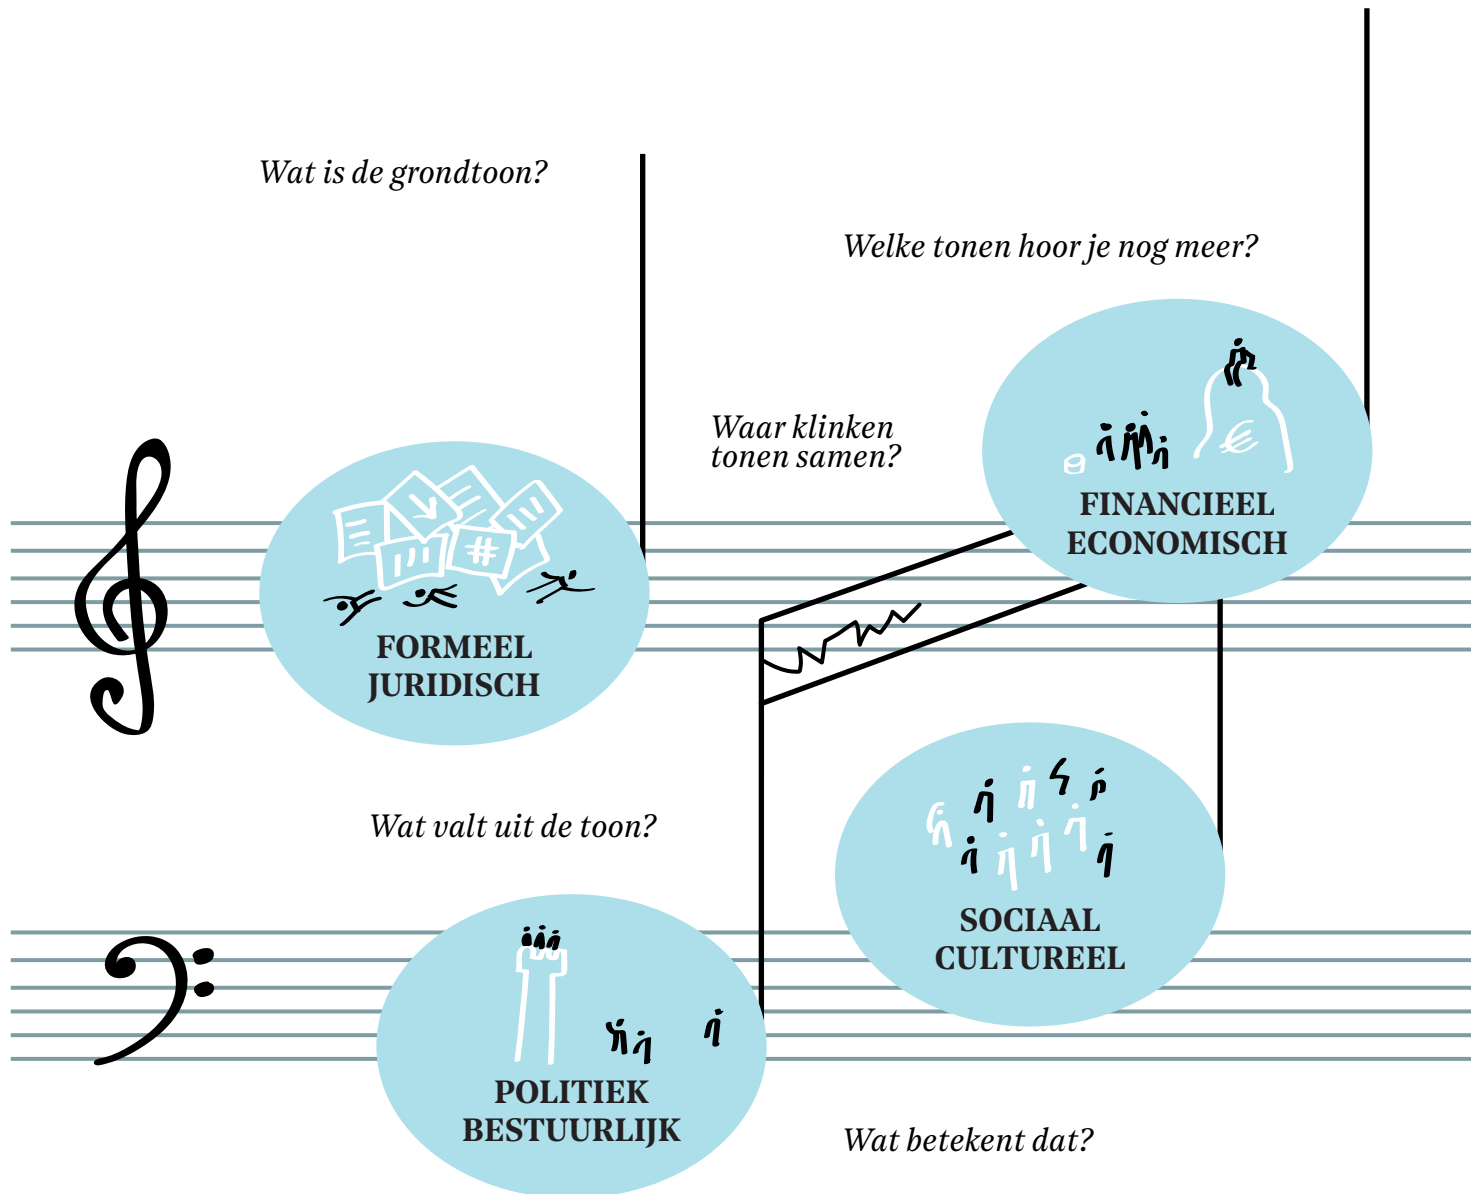 Wat is de grondtoon?
Welke tonen hoor je nog meer?
Waar klinken
tonen samen?
FINANCIEEL
ECONOMISCH
€
#
FORMEEL
JURIDISCH
Wat valt uit de toon?
SOCIAAL
CULTUREEL
POLITIEK
BESTUURLIJK
Wat betekent dat?